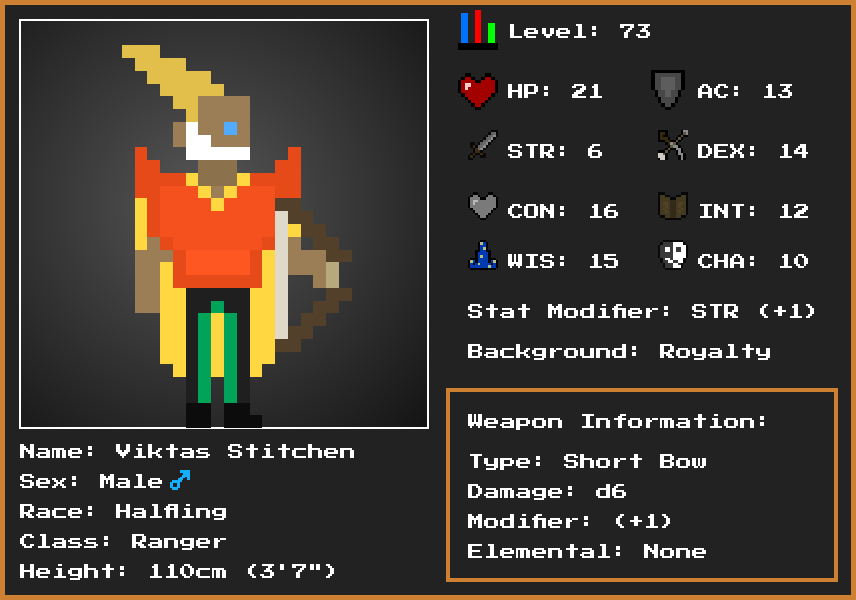 Level: 73
HP: 21 AC: 13
STR: 6 DEX: 14
CON: 16 INT: 12
WIS: 15 CHA: 10
Stat Modifier: STR (+1)
Background: Royalty
Weapon Information:
Type: Short Bow
Damage: d6
Modifier: (+1)
Elemental: None
Name: Viktas Stitchen
Sex: Male♂
Race: Halfling
Class: Ranger
Height: 110cm (3'7")